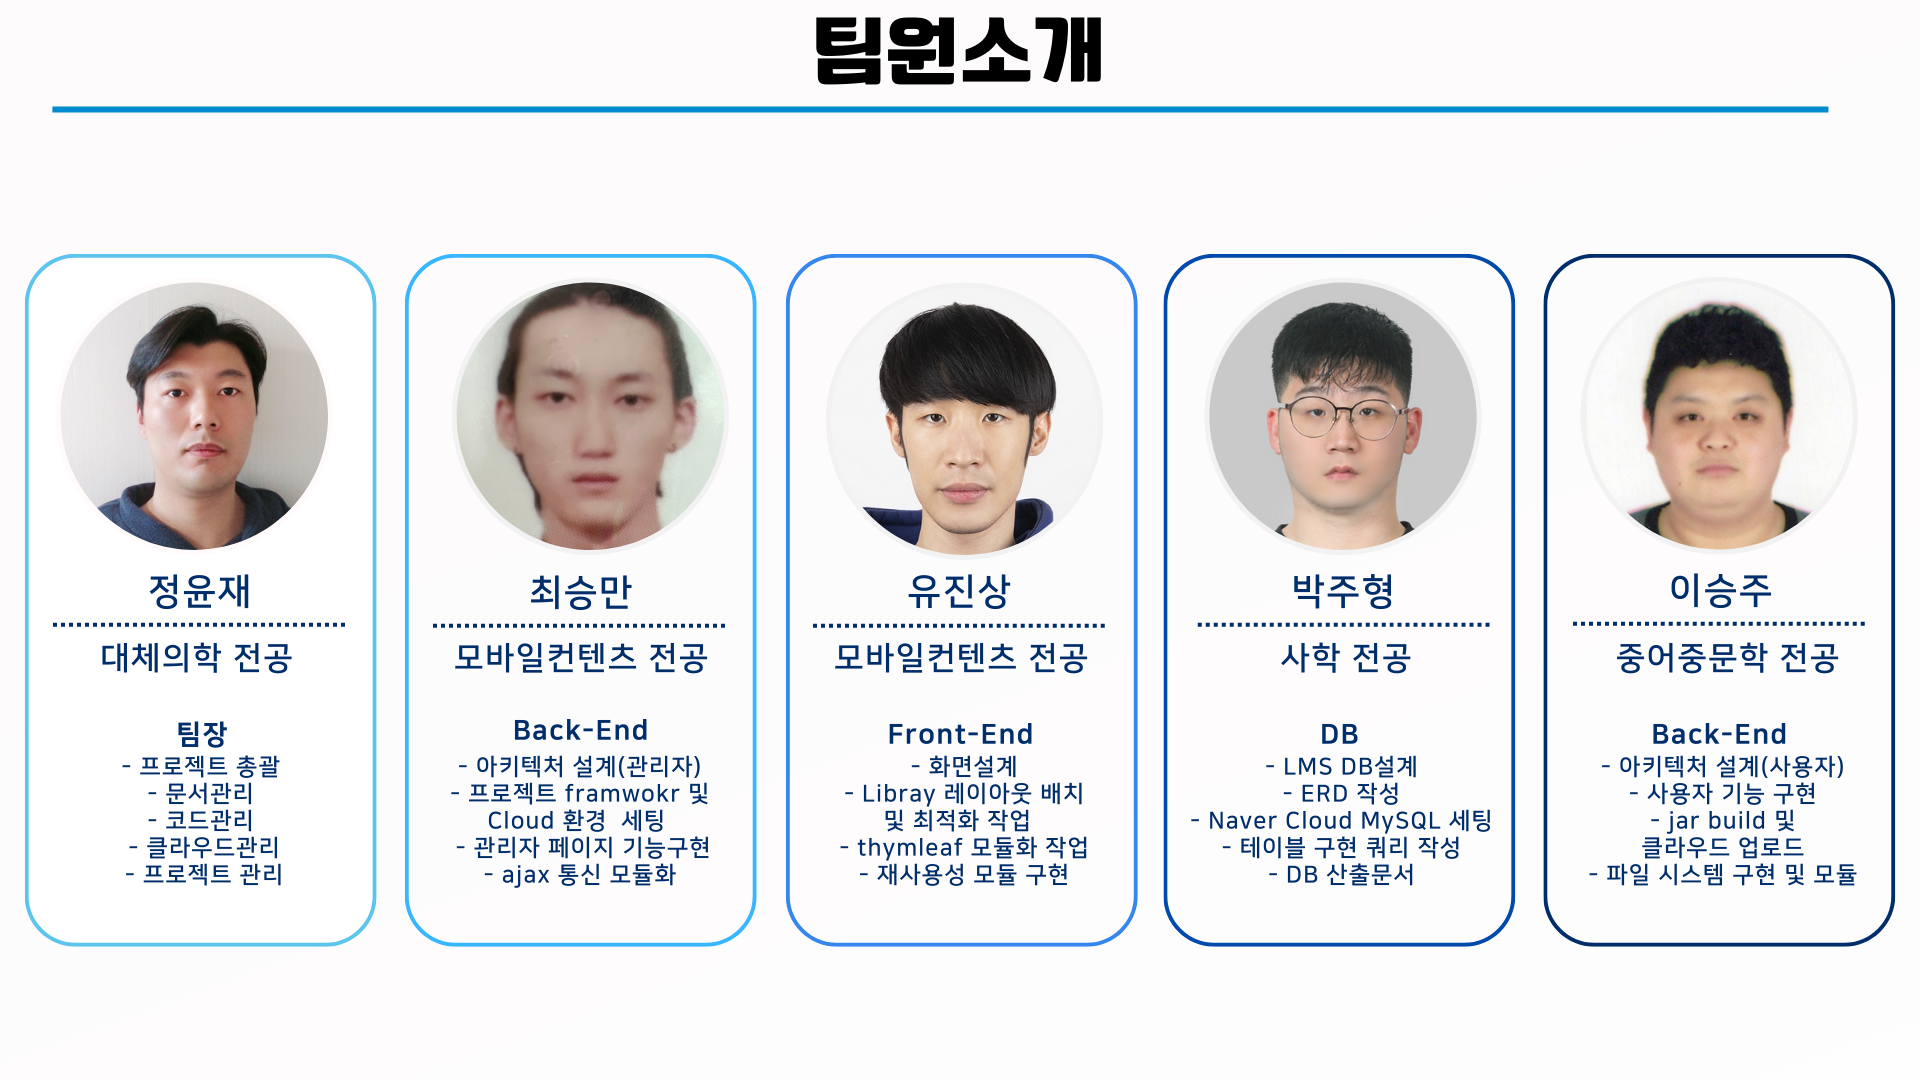 팀원소개
정윤재
대체의학 전공
팀장
- 프로젝트 총괄
- 문서관리
- 코드관리
- 클라우드관리
- 프로젝트 관리
최승만
모바일컨텐츠 전공
Back-End
- 아키텍처 설계(관리자)
- 프로젝트 framwokr 및
Cloud 환경  세팅
- 관리자 페이지 기능구현
- ajax 통신 모듈화
유진상
모바일컨텐츠 전공
Front-End
- 화면설계
- Libray 레이아웃 배치
및 최적화 작업
- thymleaf 모듈화 작업
- 재사용성 모듈 구현
박주형
사학 전공
DB
- LMS DB설계
- ERD 작성
- Naver Cloud MySQL 세팅
- 테이블 구현 쿼리 작성
- DB 산출문서
이승주
중어중문학 전공
Back-End
- 아키텍처 설계(사용자)
- 사용자 기능 구현
- jar build 및
클라우드 업로드
- 파일 시스템 구현 및 모듈